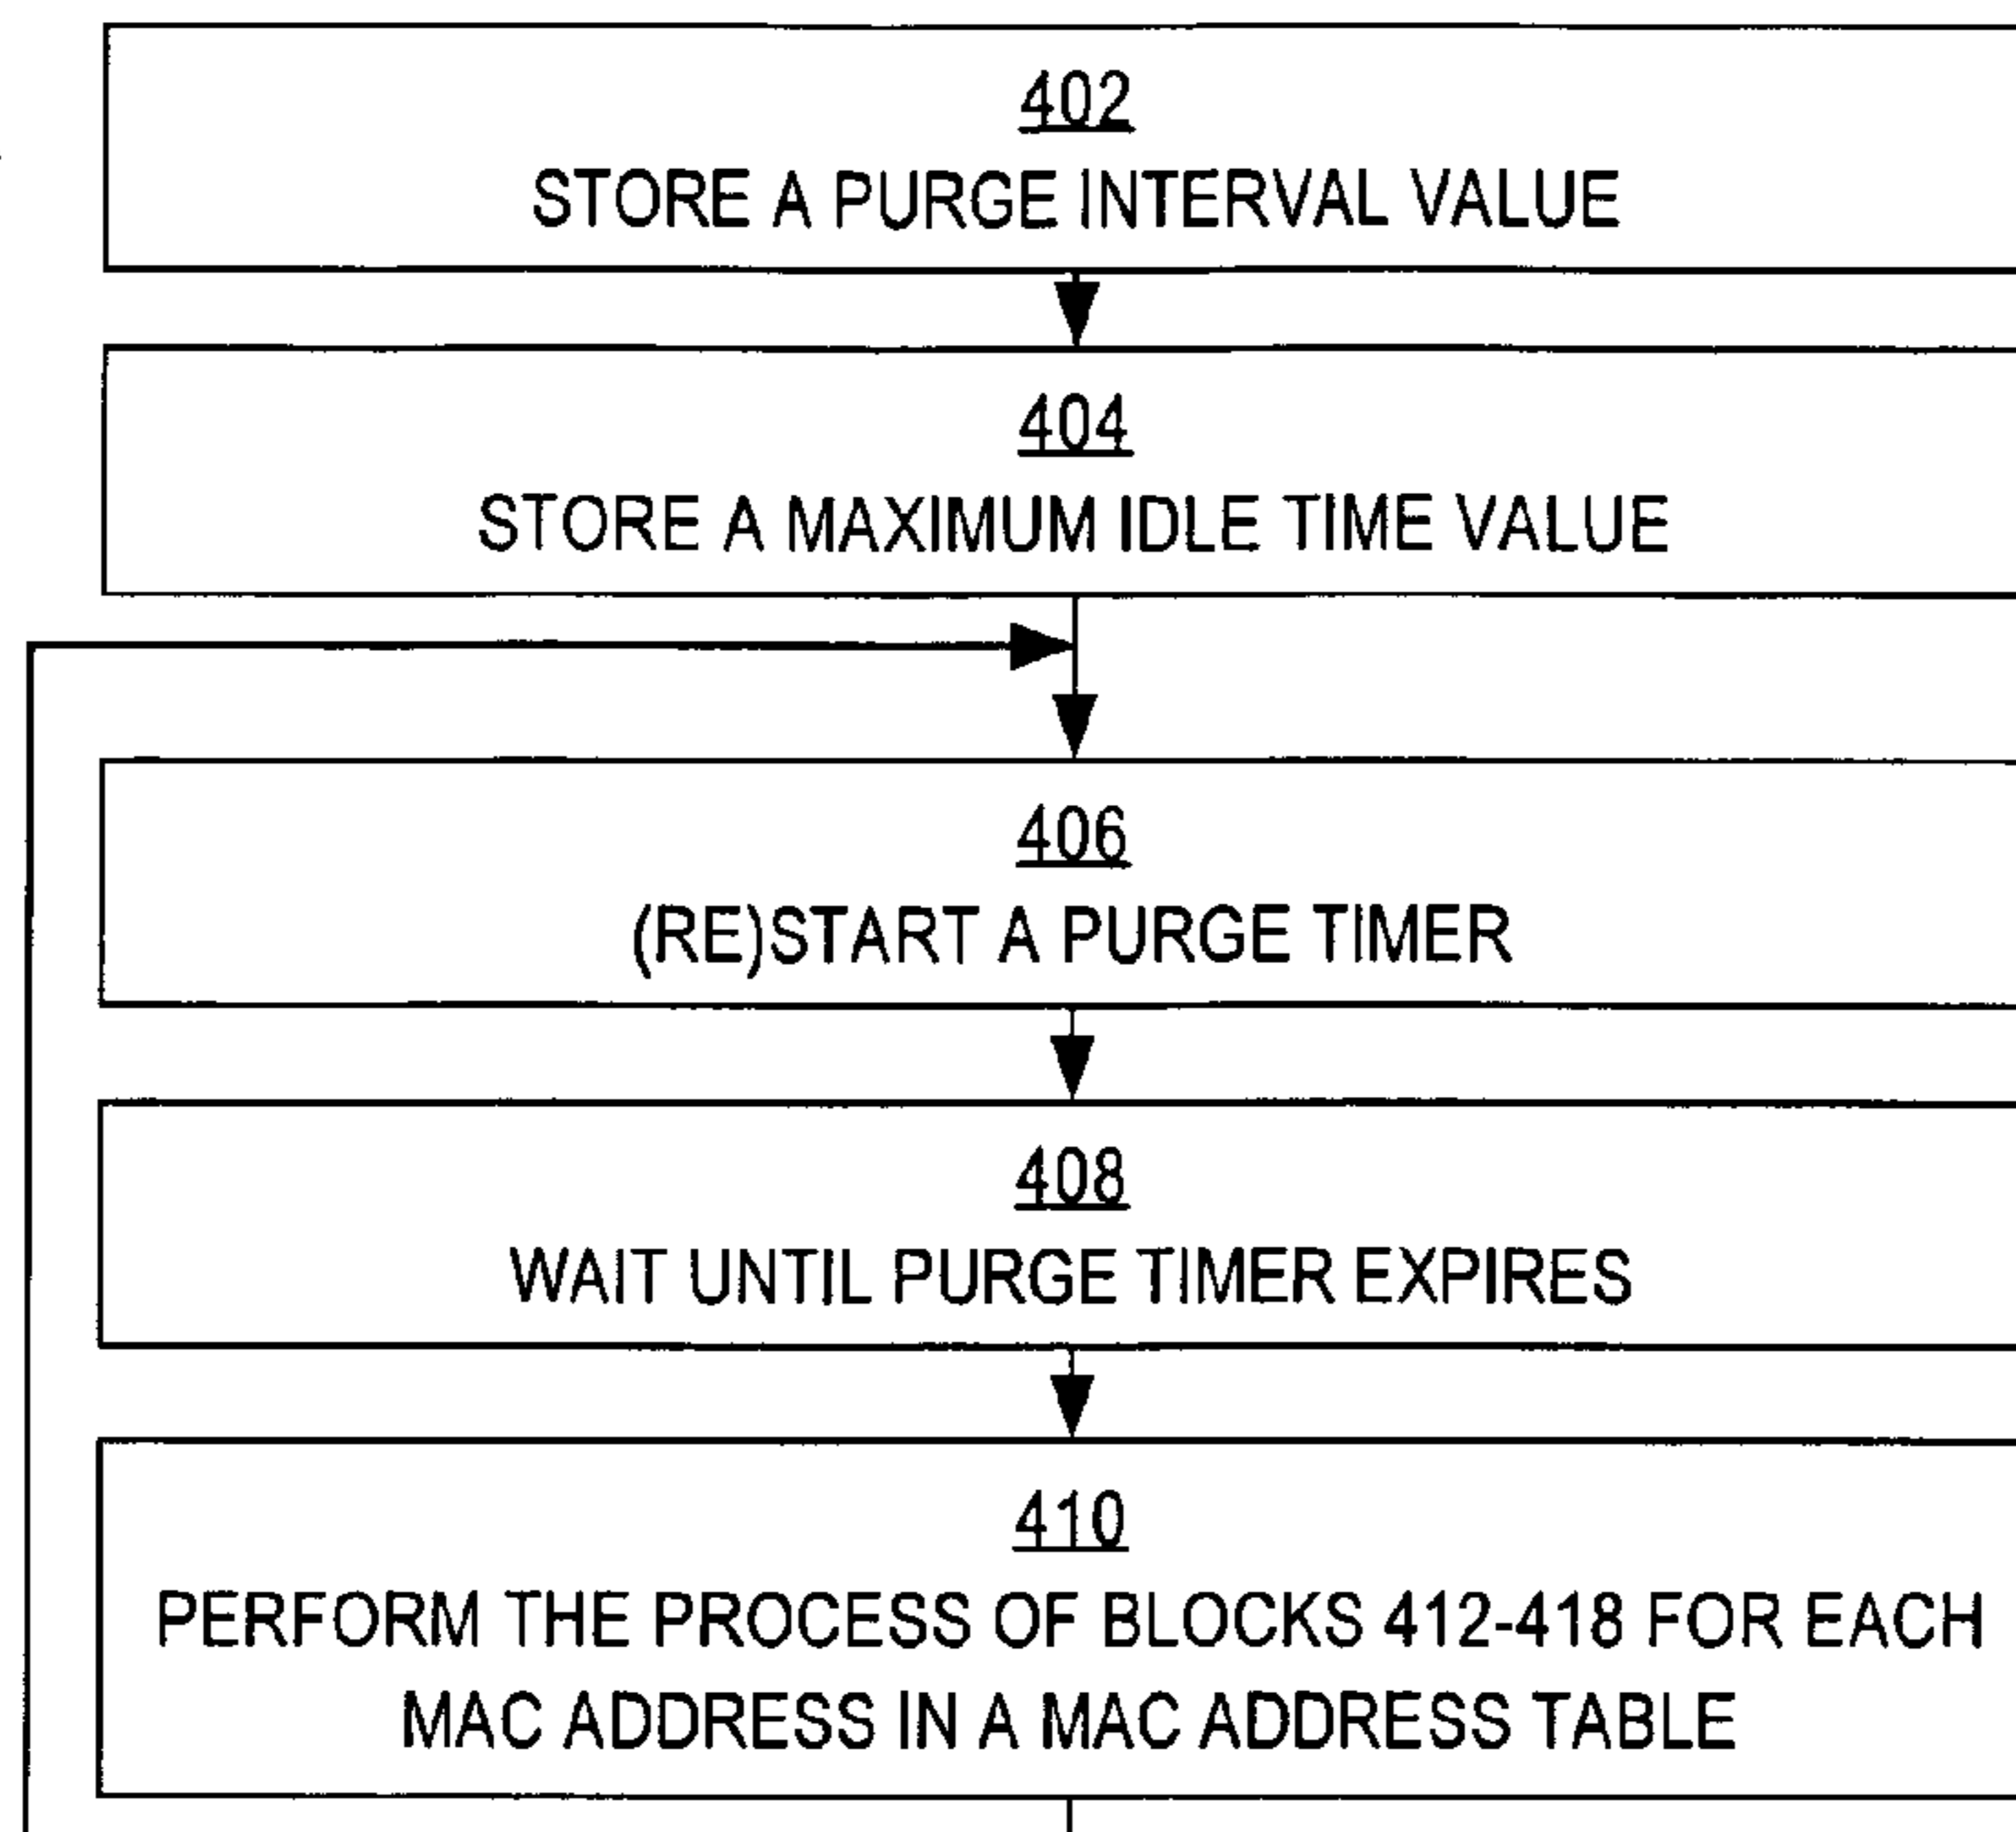 402
STORE A PURGE INTERVAL VALUE
404
STORE A MAXIMUM IDLE TIME VALUE
406
(RE)START A PURGE TIMER
408
WAIT UNTIL PURGE TIMER EXPIRES
410
PERFORM THE PROCESS OF BLOCKS 412-418 FOR EACH
MAC ADDRESS IN A MAC ADDRESS TABLE